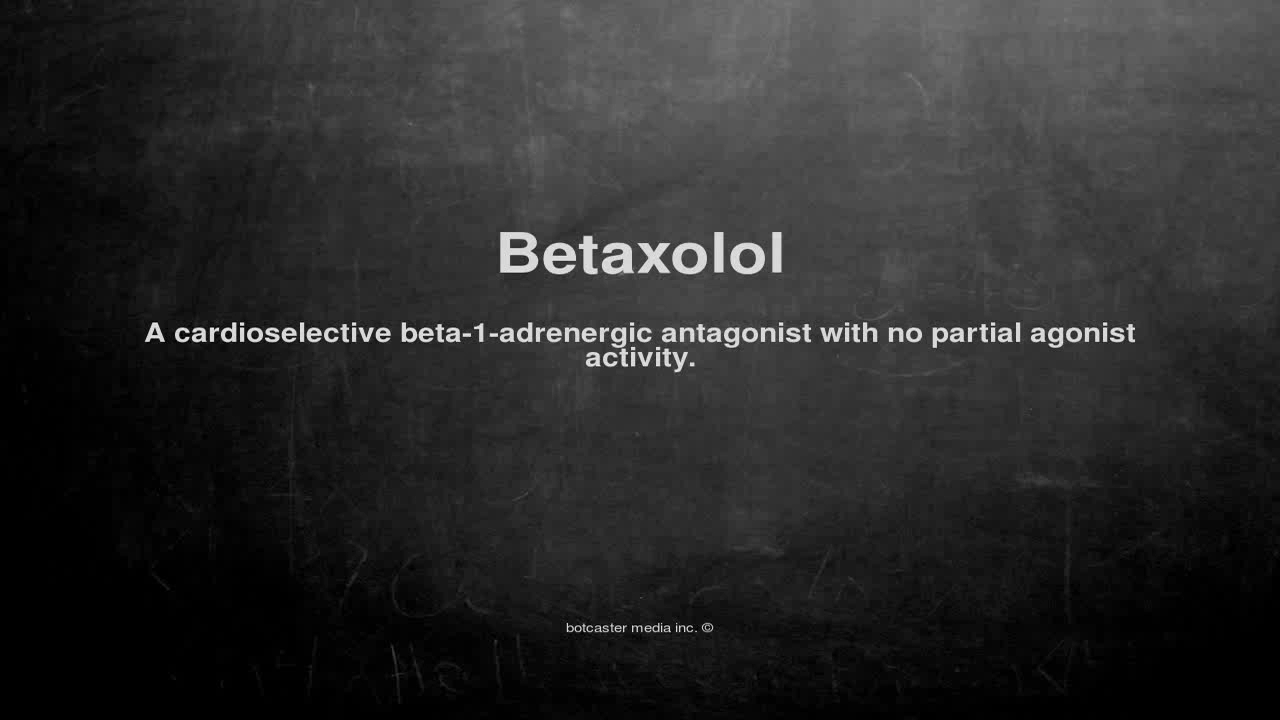 Betaxolol
A cardioselective beta-1-adrenergic antagonist with no partial agonist
activity.
botcaster media inc. ©